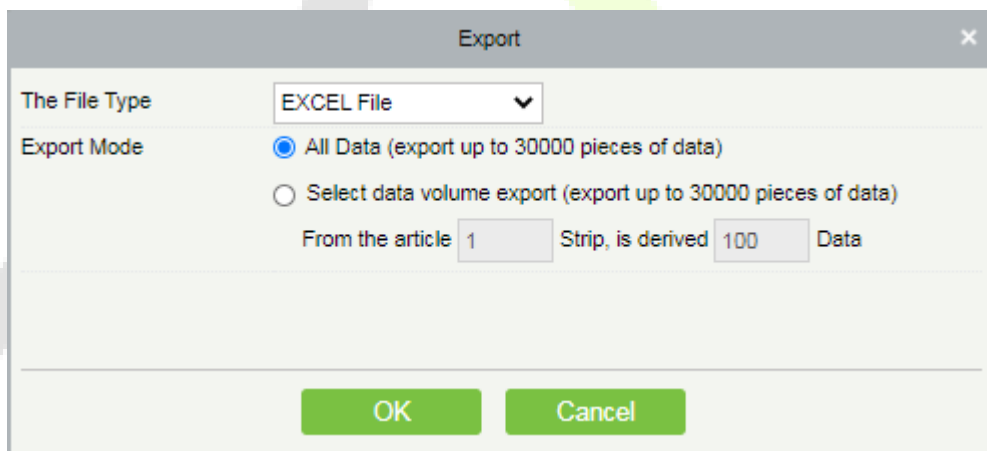 Export ×
The File Type EXCEL File
Export Mode All Data (export up to 30000 pieces of data)
Select data volume export (export up to 30000 pieces of data)
From the article 1 Strip, is derived 100 Data
OK Cancel